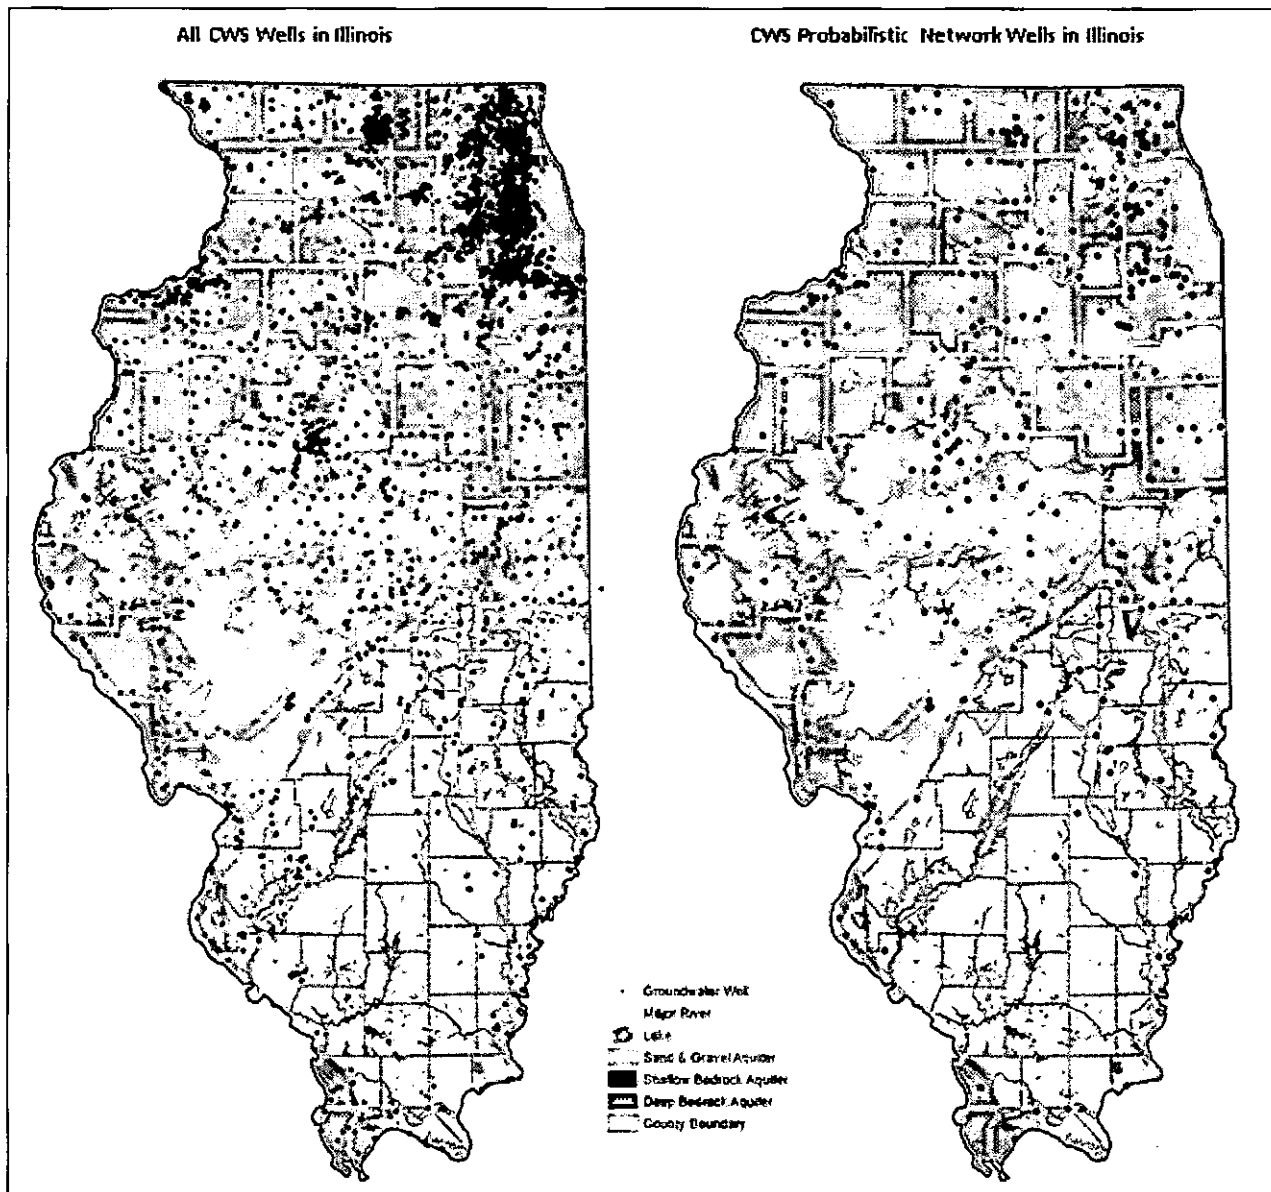 All CWS Wells in Illinois
CWS Probabilistic Network Wells in Illinois
Groundwater Well
Major River
Lake
Sand & Gravel Aquifer
Shallow Bedrock Aquifer
Deep Bedrock Aquifer
County Boundary